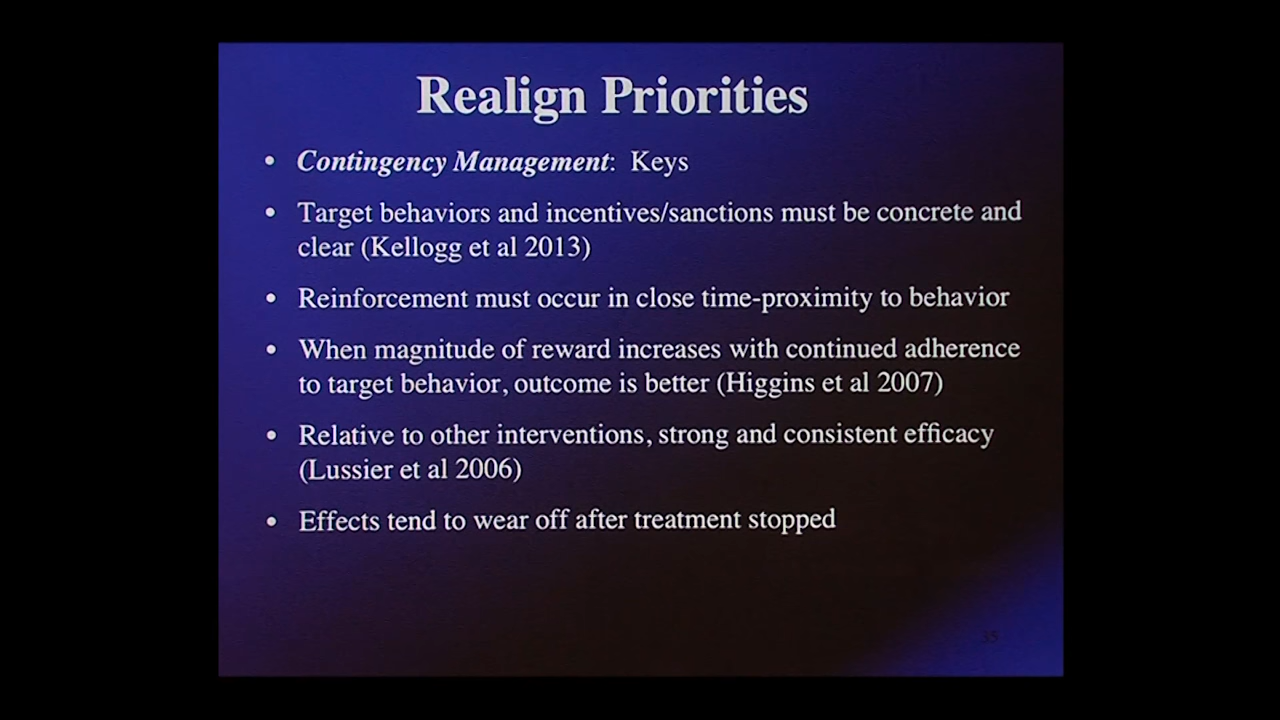 Realign Priorities
• Contingency Management: Keys
• Target behaviors and incentives/sanctions must be concrete and
clear (Kellogg et al 2013)
• Reinforcement must occur in close time-proximity to behavior
• When magnitude of reward increases with continued adherence
to target behavior, outcome is better (Higgins et al 2007)
• Relative to other interventions, strong and consistent efficacy
(Lussier et al 2006)
• Effects tend to wear off after treatment stopped
35